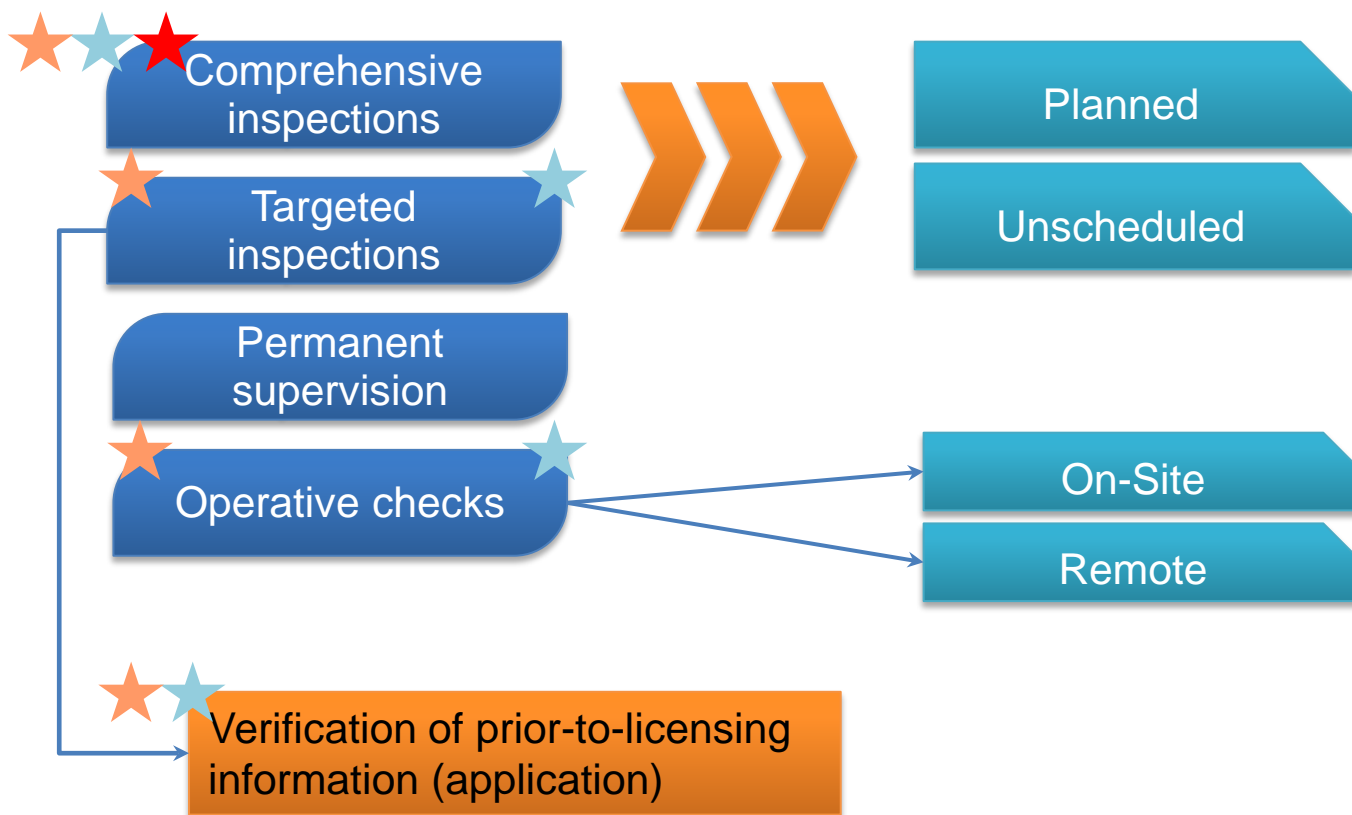 Comprehensive
inspections
Planned
Targeted
inspections
Unscheduled
Permanent
supervision
Operative checks
On-Site
Remote
Verification of prior-to-licensing
information (application)